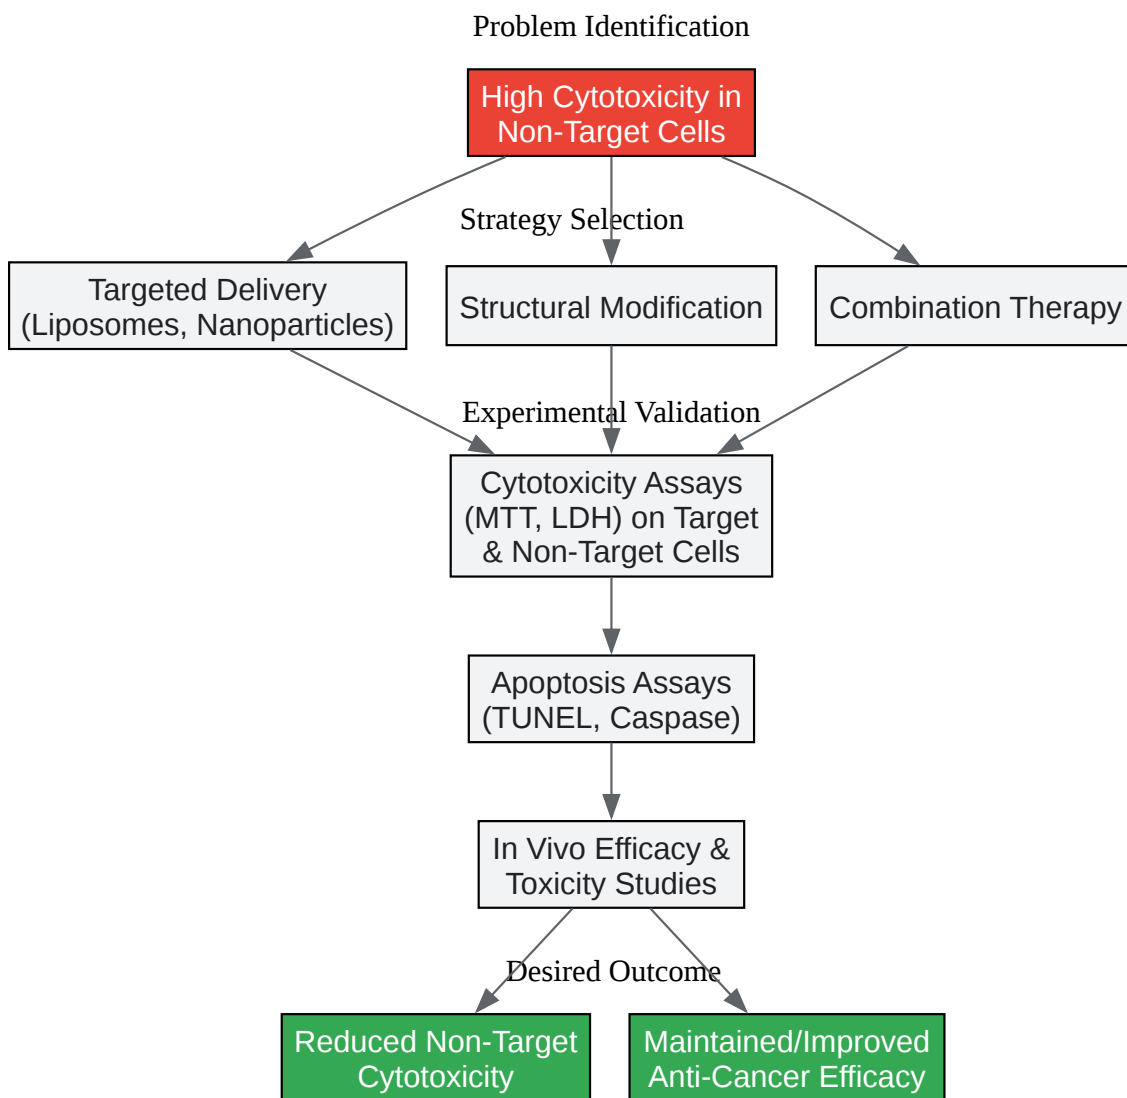 Problem Identification
High Cytotoxicity in
Non-Target Cells
Strategy Selection
Targeted Delivery
(Liposomes, Nanoparticles)
Structural Modification
Combination Therapy
Experimental Validation
Cytotoxicity Assays
(MTT, LDH) on Target
& Non-Target Cells
Apoptosis Assays
(TUNEL, Caspase)
In Vivo Efficacy &
Toxicity Studies
Desired Outcome
Reduced Non-Target
Cytotoxicity
Maintained/Improved
Anti-Cancer Efficacy